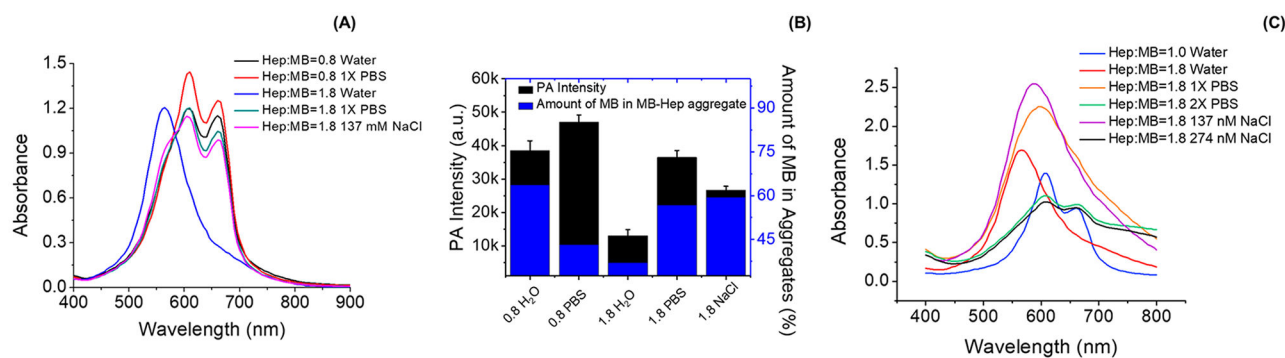 (A)
Hep:MB=0.8 Water
Hep:MB=0.8 1X PBS
Hep:MB=1.8 Water
Hep:MB=1.8 1X PBS
Hep:MB=1.8 137 mM NaCl
1.5
1.2
0.9
0.6
0.3
0.0
Absorbance
400 500 600 700 800 900
Wavelength (nm)
(B)
PA Intensity
Amount of MB in MB-Hep aggregate
60k
50k
40k
30k
20k
10k
PA Intensity (a.u.)
90
75
60
45
Amount of MB in Aggregates (%)
0.8 H2O
0.8 PBS
1.8 H2O
1.8 PBS
1.8 NaCl
(C)
Hep:MB=1.0 Water
Hep:MB=1.8 Water
Hep:MB=1.8 1X PBS
Hep:MB=1.8 2X PBS
Hep:MB=1.8 137 nM NaCl
Hep:MB=1.8 274 nM NaCl
2.5
2.0
1.5
1.0
0.5
0.0
Absorbance
400 500 600 700 800
Wavelength (nm)